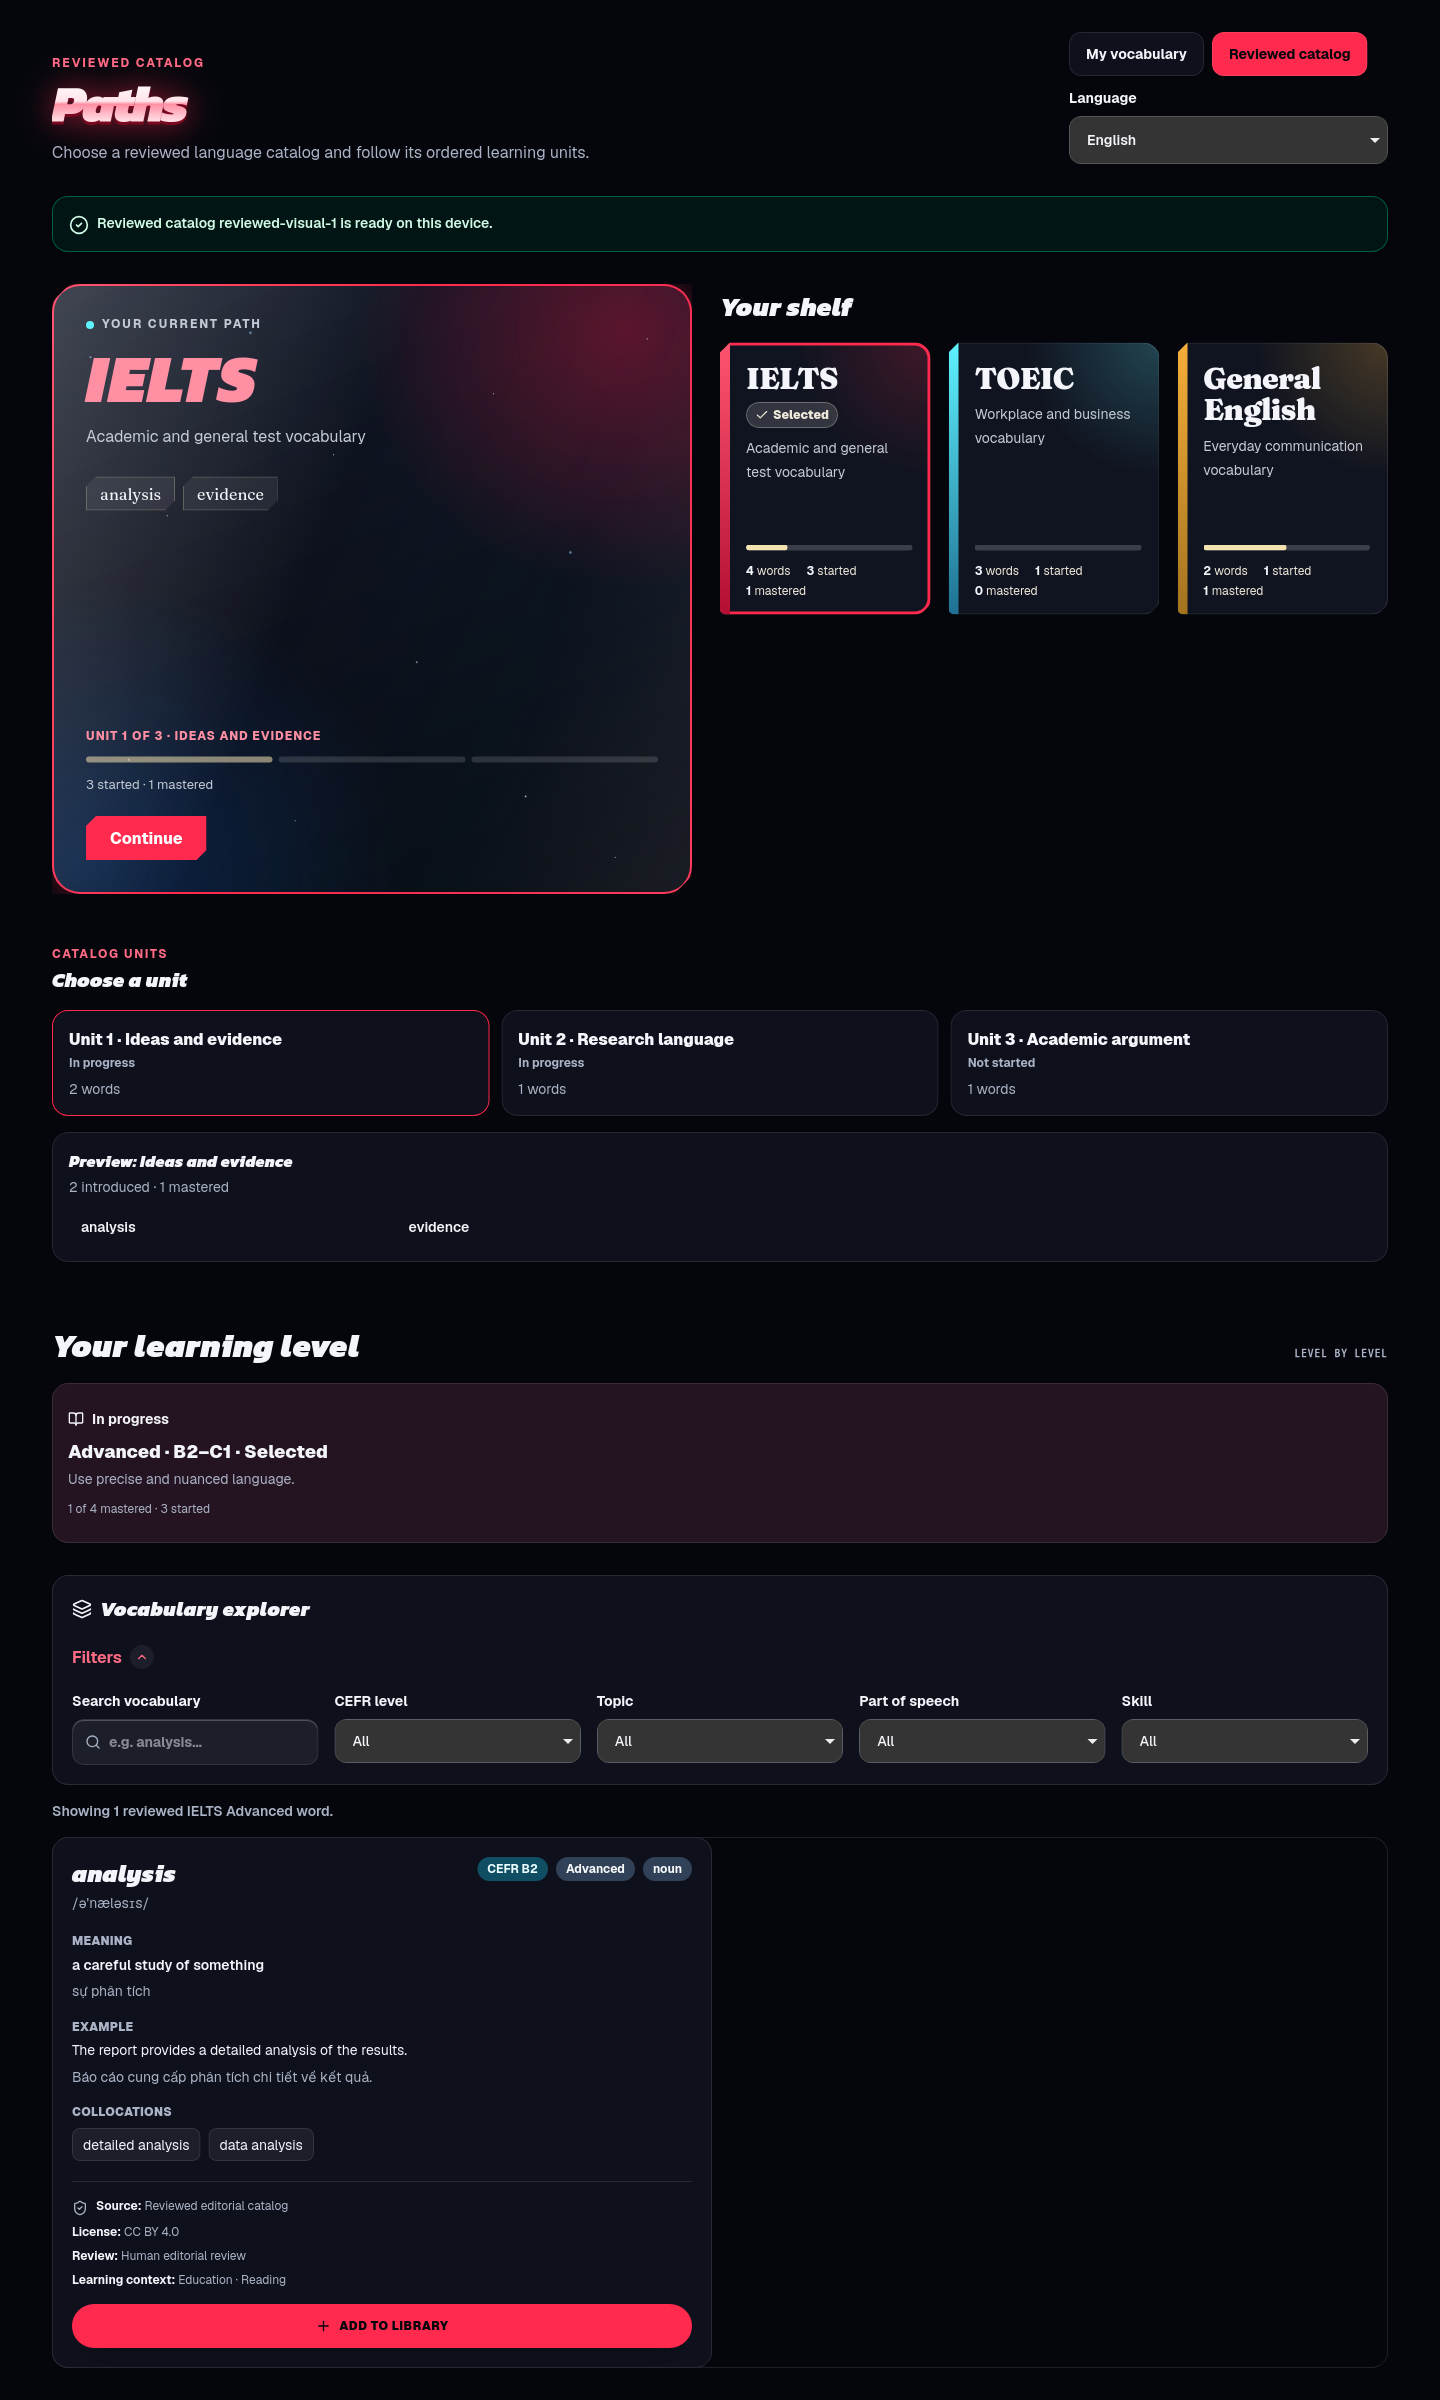 REVIEWED CATALOG
Paths
Choose a reviewed language catalog and follow its ordered learning units.
My vocabulary
Reviewed catalog
Language
English
Reviewed catalog reviewed-visual-1 is ready on this device.
YOUR CURRENT PATH
IELTS
Academic and general test vocabulary
analysis
evidence
UNIT 1 OF 3 · IDEAS AND EVIDENCE
3 started · 1 mastered
Continue
Your shelf
IELTS
Selected
Academic and general
test vocabulary
4 words 3 started
1 mastered
TOEIC
Workplace and business
vocabulary
3 words 1 started
0 mastered
General
English
Everyday communication
vocabulary
2 words 1 started
1 mastered
CATALOG UNITS
Choose a unit
Unit 1 · Ideas and evidence
In progress
2 words
Unit 2 · Research language
In progress
1 words
Unit 3 · Academic argument
Not started
1 words
Preview: Ideas and evidence
2 introduced · 1 mastered
analysis
evidence
Your learning level
LEVEL BY LEVEL
In progress
Advanced · B2–C1 · Selected
Use precise and nuanced language.
1 of 4 mastered · 3 started
Vocabulary explorer
Filters
Search vocabulary
e.g. analysis...
CEFR level
All
Topic
All
Part of speech
All
Skill
All
Showing 1 reviewed IELTS Advanced word.
analysis
CEFR B2
Advanced
noun
/ə'næləsɪs/
MEANING
a careful study of something
sự phân tích
EXAMPLE
The report provides a detailed analysis of the results.
Báo cáo cung cấp phân tích chi tiết về kết quả.
COLLOCATIONS
detailed analysis
data analysis
Source: Reviewed editorial catalog
License: CC BY 4.0
Review: Human editorial review
Learning context: Education · Reading
ADD TO LIBRARY